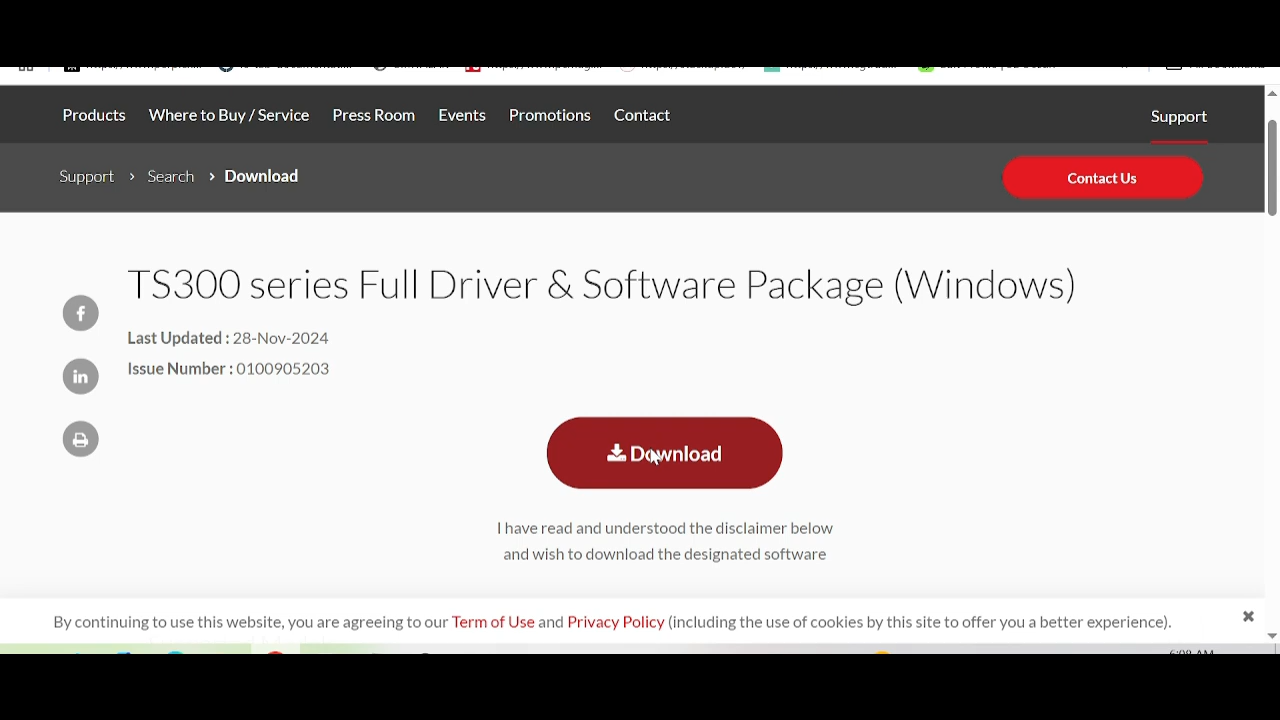 Products Where to Buy / Service Press Room Events Promotions Contact Support
Support › Search › Download Contact Us
TS300 series Full Driver & Software Package (Windows)
Last Updated : 28-Nov-2024
Issue Number : 0100905203
Download
I have read and understood the disclaimer below
and wish to download the designated software
By continuing to use this website, you are agreeing to our Term of Use and Privacy Policy (including the use of cookies by this site to offer you a better experience).